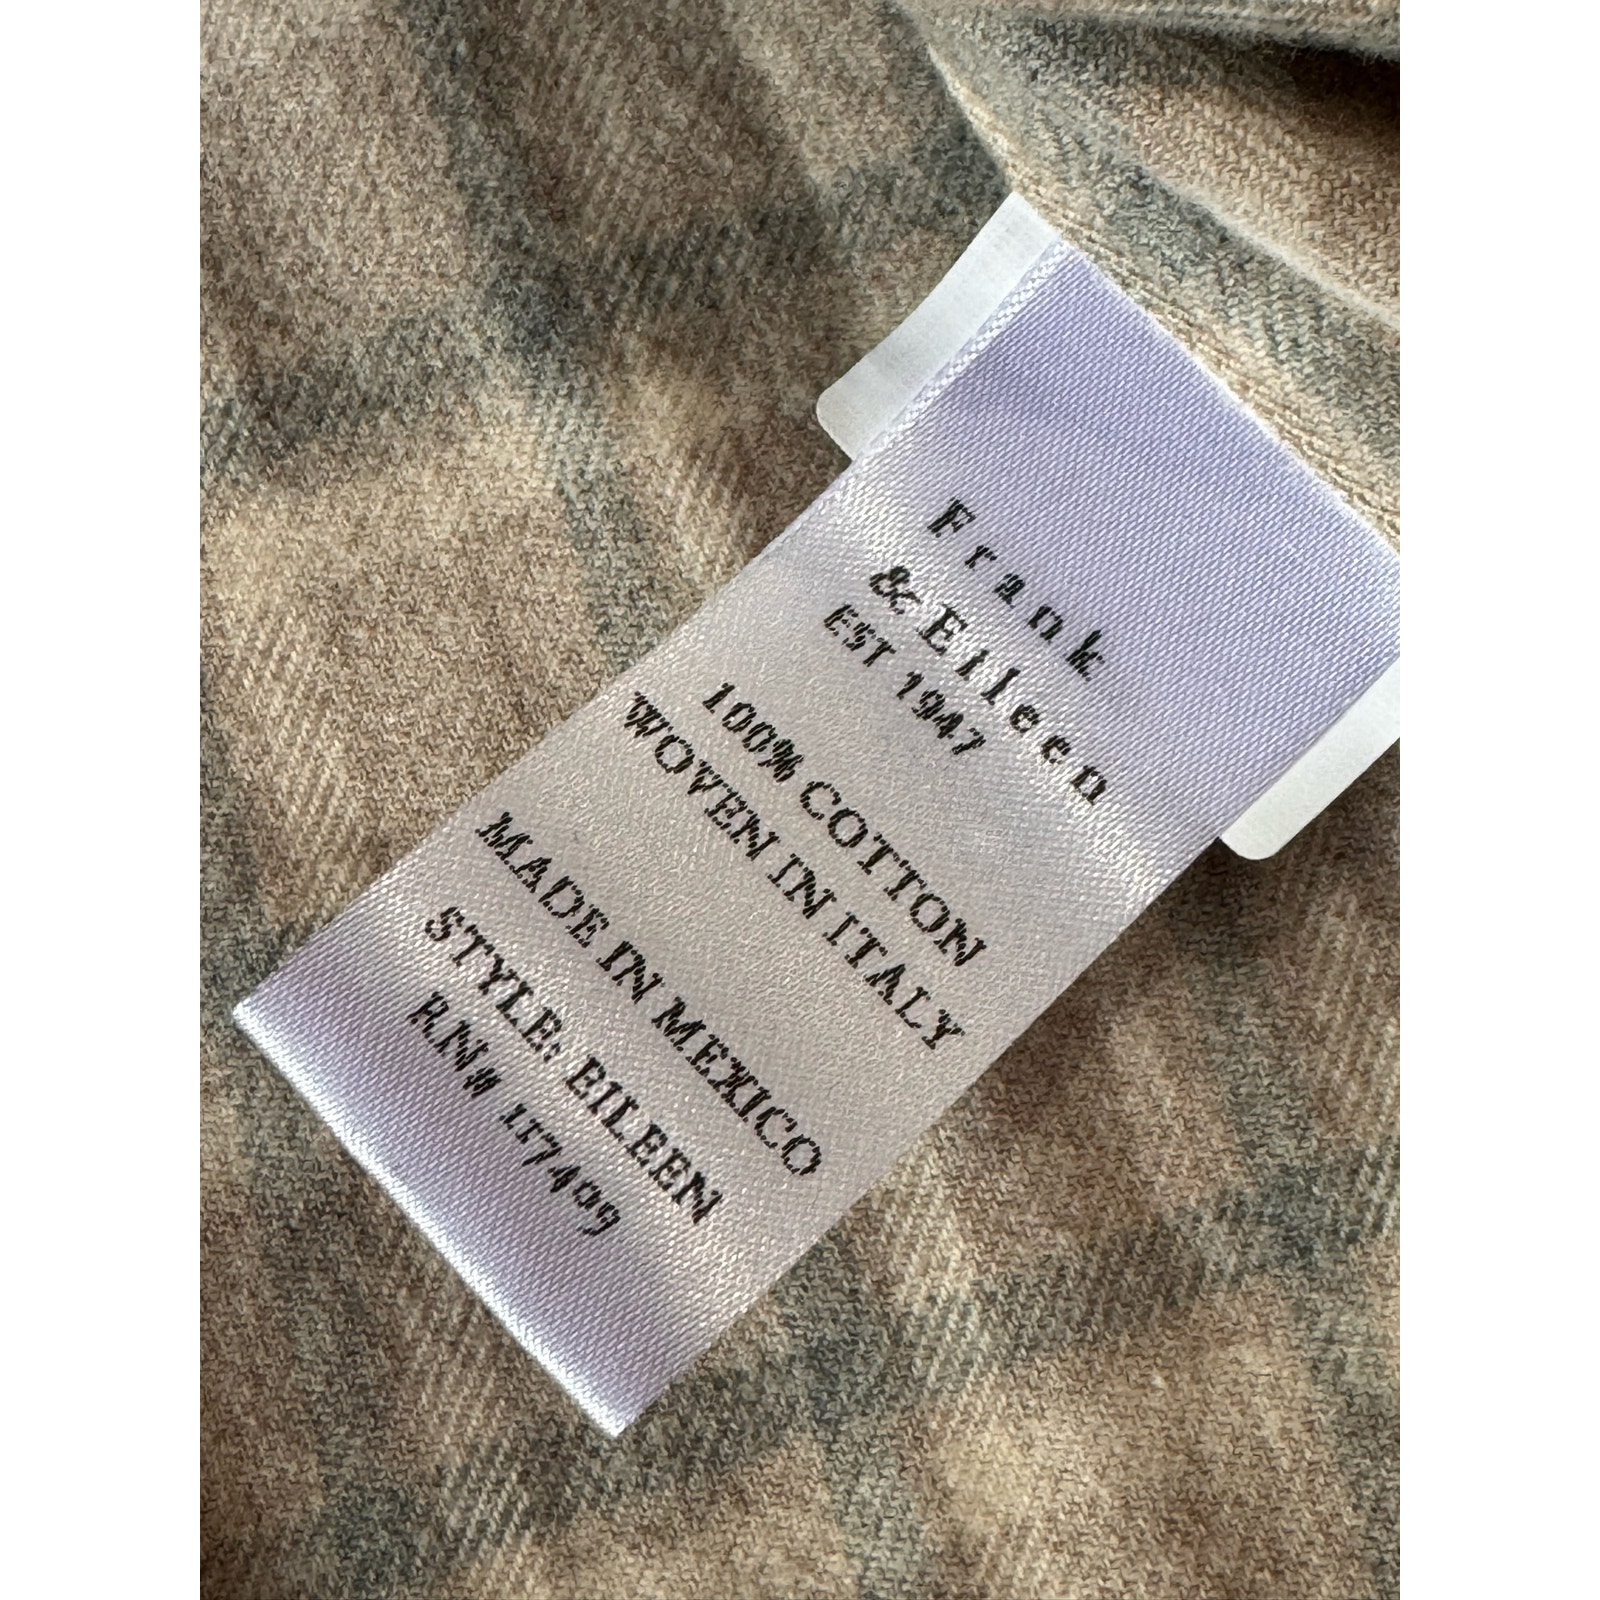 Frank
& Eileen
EST 1947
100% COTTON
WOVEN IN ITALY
MADE IN MEXICO
STYLE: EILEEN
RN# 117409